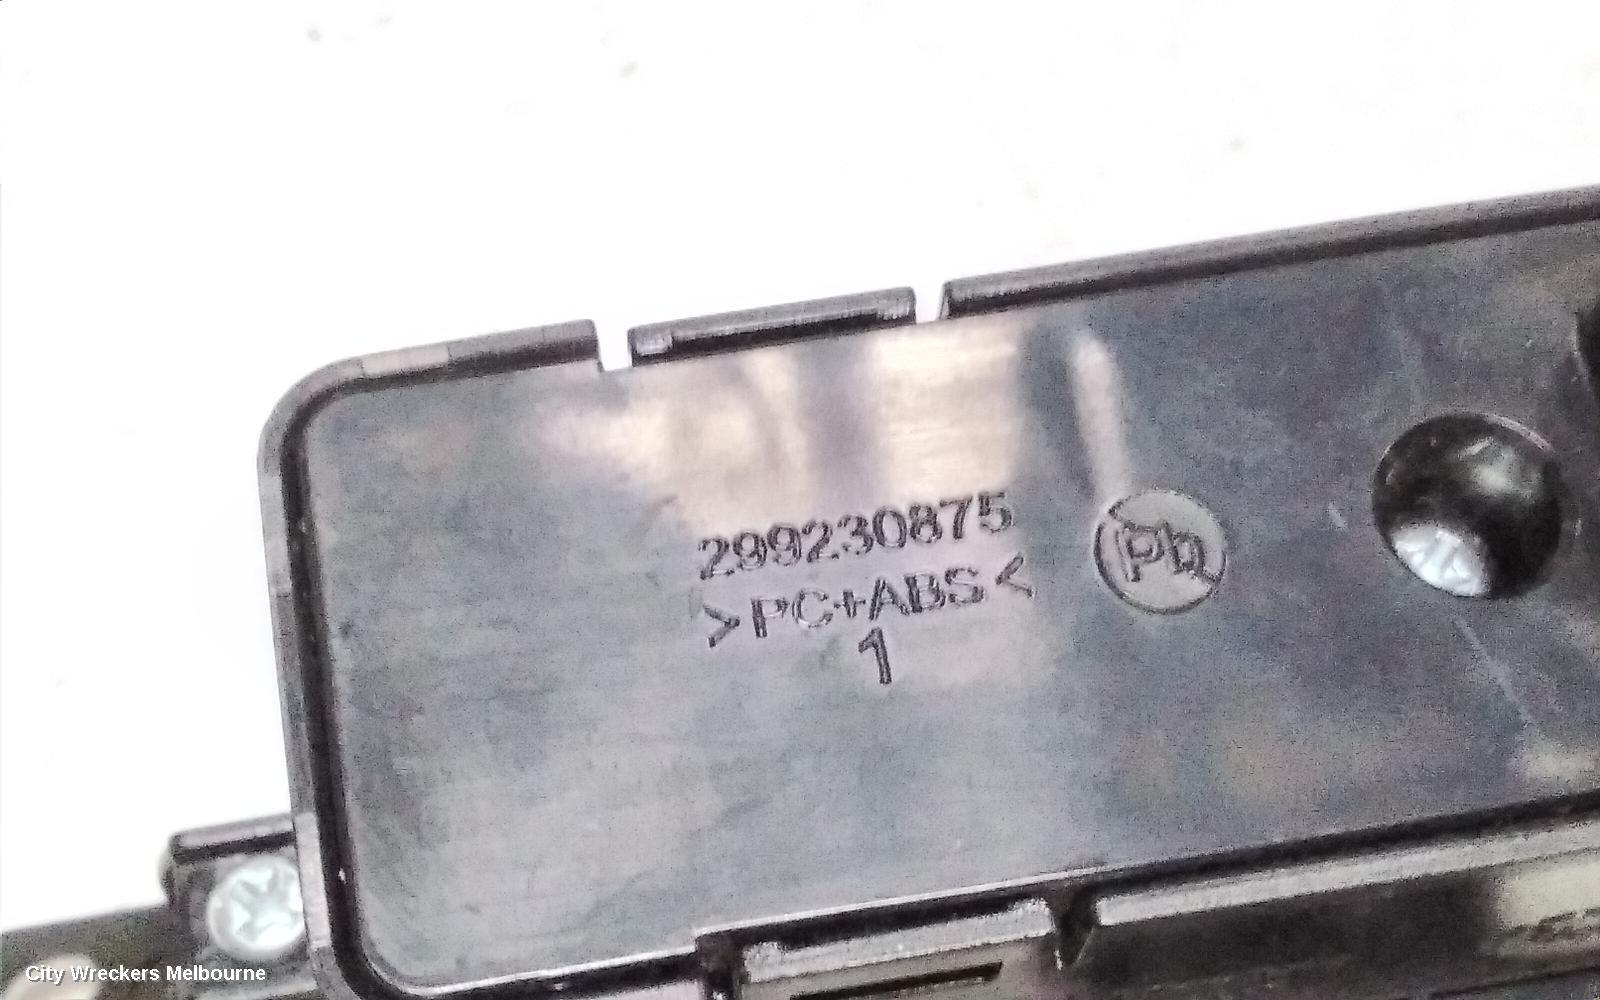 299230875
>PC+ABS<
1
Pb
City Wreckers Melbourne